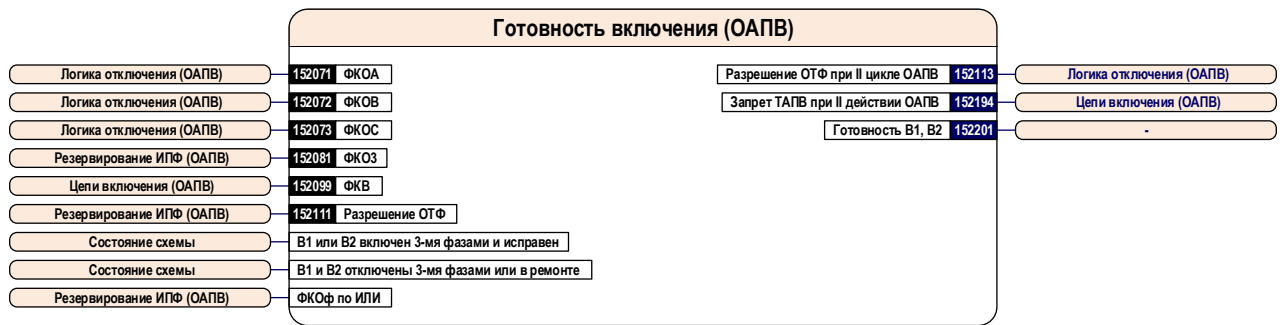 Готовность включения (ОАПВ)
Логика отключения (ОАПВ) 152071 ФКОА Разрешение ОТФ при II цикле ОАПВ 152113 Логика отключения (ОАПВ)
Логика отключения (ОАПВ) 152072 ФКОВ Запрет ТАПВ при II действии ОАПВ 152194 Цепи включения (ОАПВ)
Логика отключения (ОАПВ) 152073 ФКОС Готовность В1, В2 152201 -
Резервирование ИПФ (ОАПВ) 152081 ФКО3
Цепи включения (ОАПВ) 152099 ФКВ
Резервирование ИПФ (ОАПВ) 152111 Разрешение ОТФ
Состояние схемы В1 или В2 включен 3-мя фазами и исправен
Состояние схемы В1 и В2 отключены 3-мя фазами или в ремонте
Резервирование ИПФ (ОАПВ) ФКОф по ИЛИ